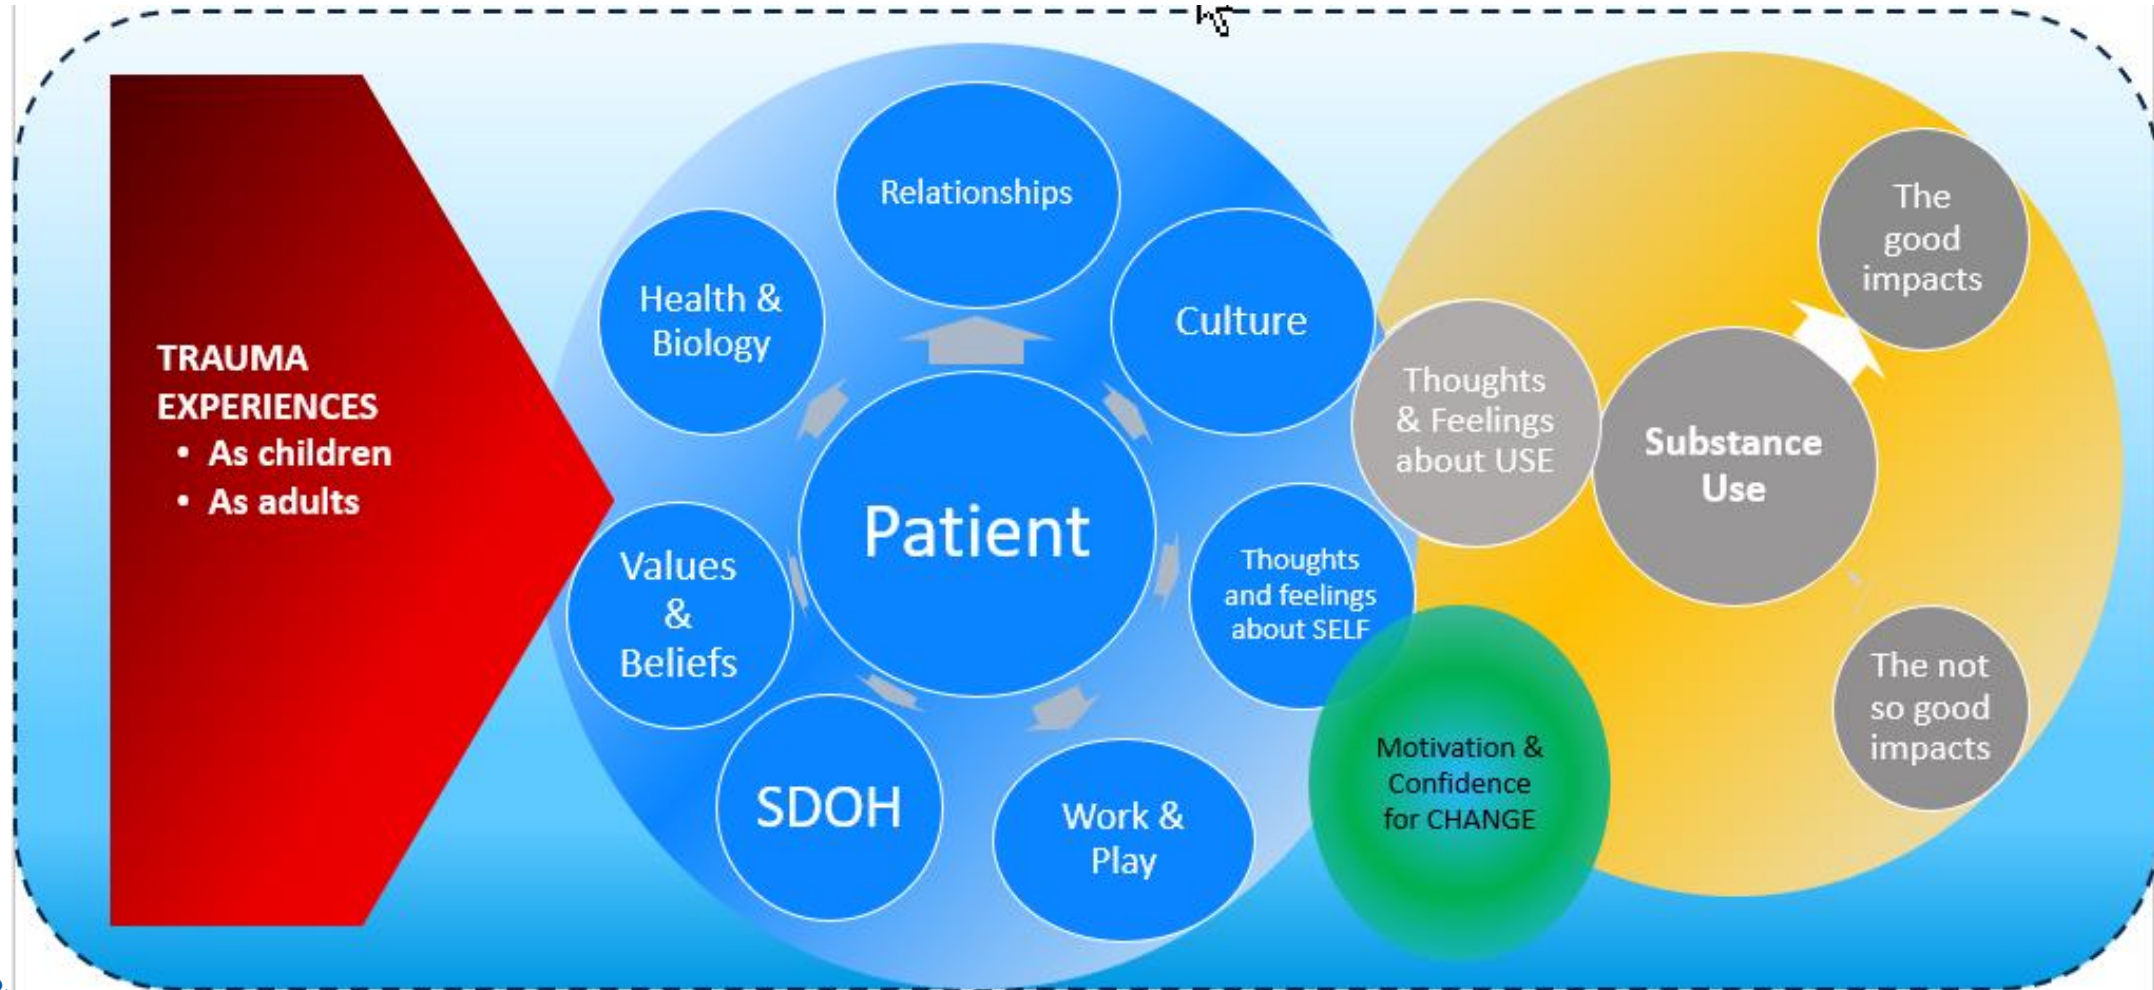 TRAUMA
EXPERIENCES
• As children
• As adults
Relationships
Health &
Biology
Culture
Patient
Values
&
Beliefs
Thoughts
and feelings
about SELF
SDOH
Work &
Play
Thoughts
& Feelings
about USE
Substance
Use
The
good
impacts
The not
so good
impacts
Motivation &
Confidence
for CHANGE